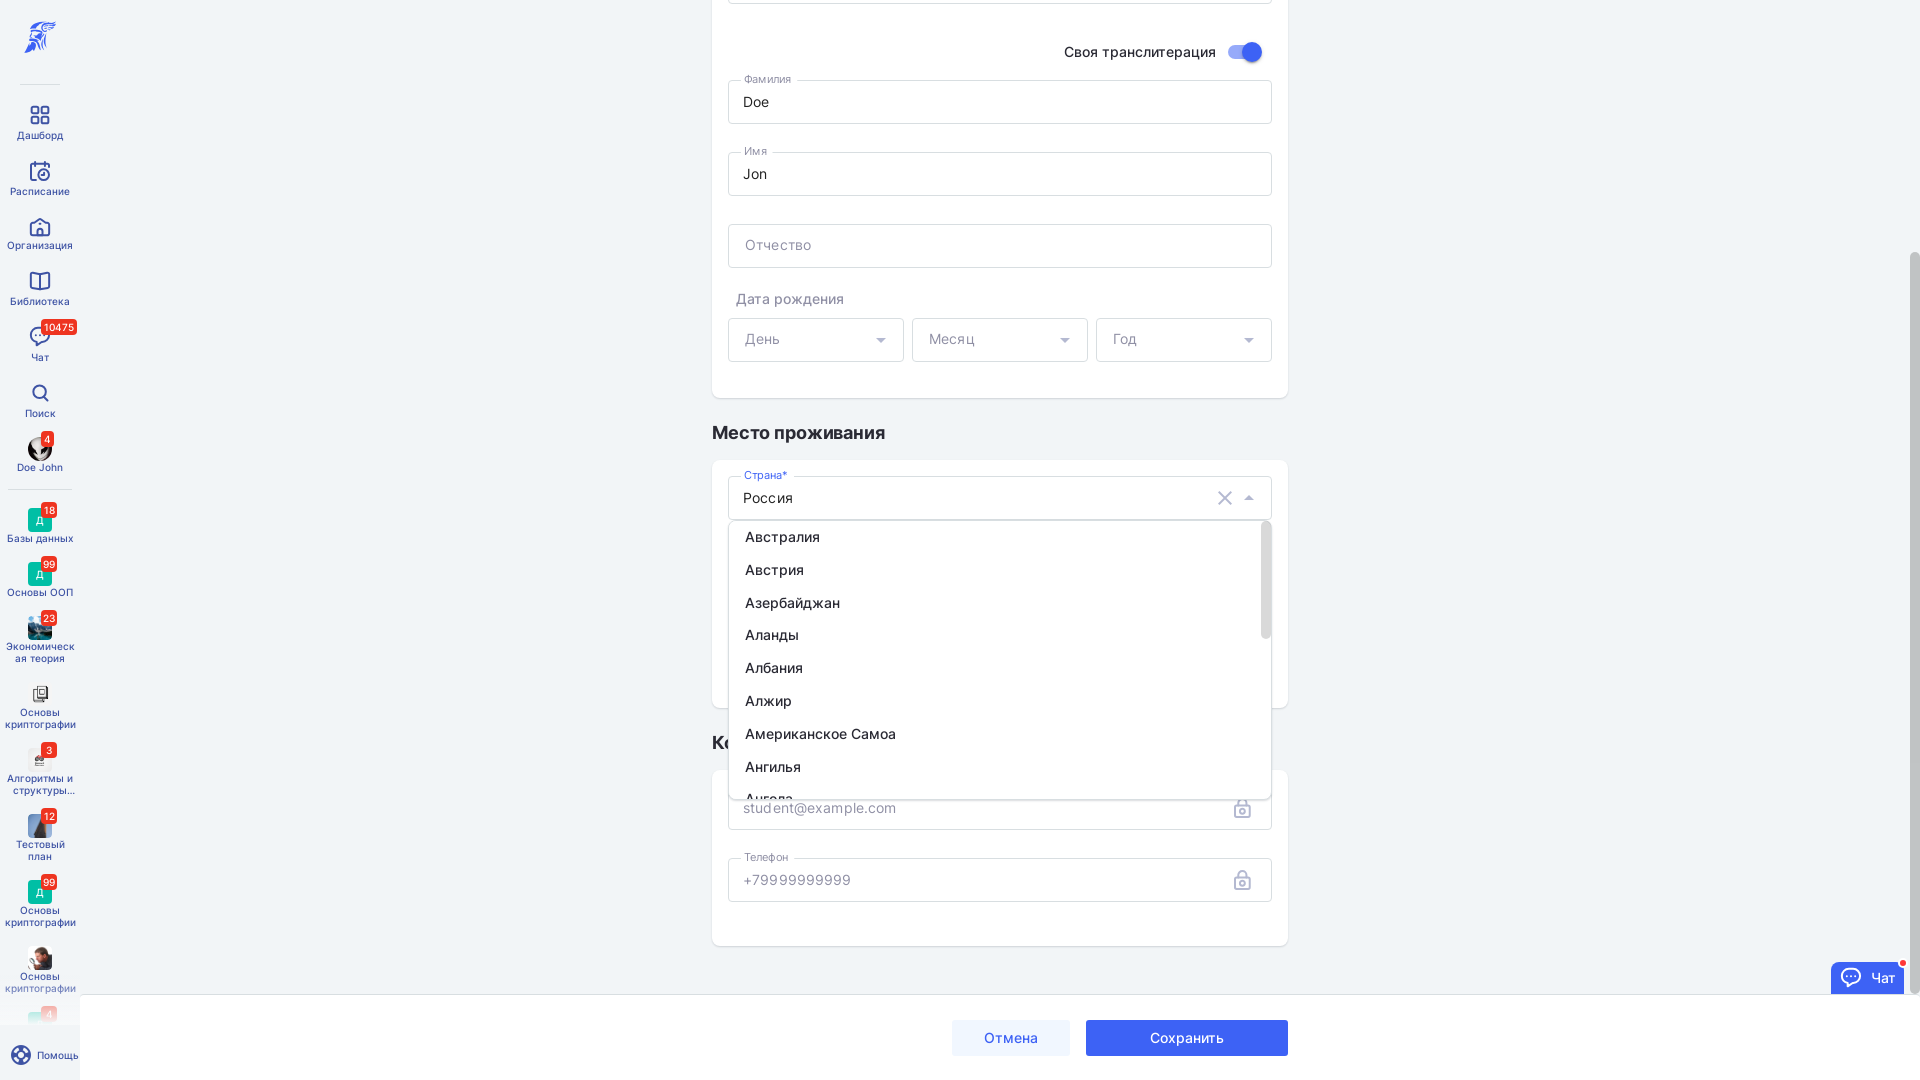 Дашборд
Расписание
Организация
Библиотека
10475
Чат
Поиск
4
Doe John
18
Д
Базы данных
99
Д
Основы ООП
23
Экономическ
ая теория
Основы
криптографии
3
Алгоритмы и
структуры...
12
Тестовый
план
99
Д
Основы
криптографии
Основы
криптографии
4
Помощь
Своя транслитерация
Фамилия
Doe
Имя
Jon
Отчество
Дата рождения
День
Месяц
Год
Место проживания
Страна*
Россия
Австралия
Австрия
Азербайджан
Аланды
Албания
Алжир
Американское Самоа
Ангилья
Ангола
student@example.com
Телефон
+79999999999
Чат
Отмена
Сохранить